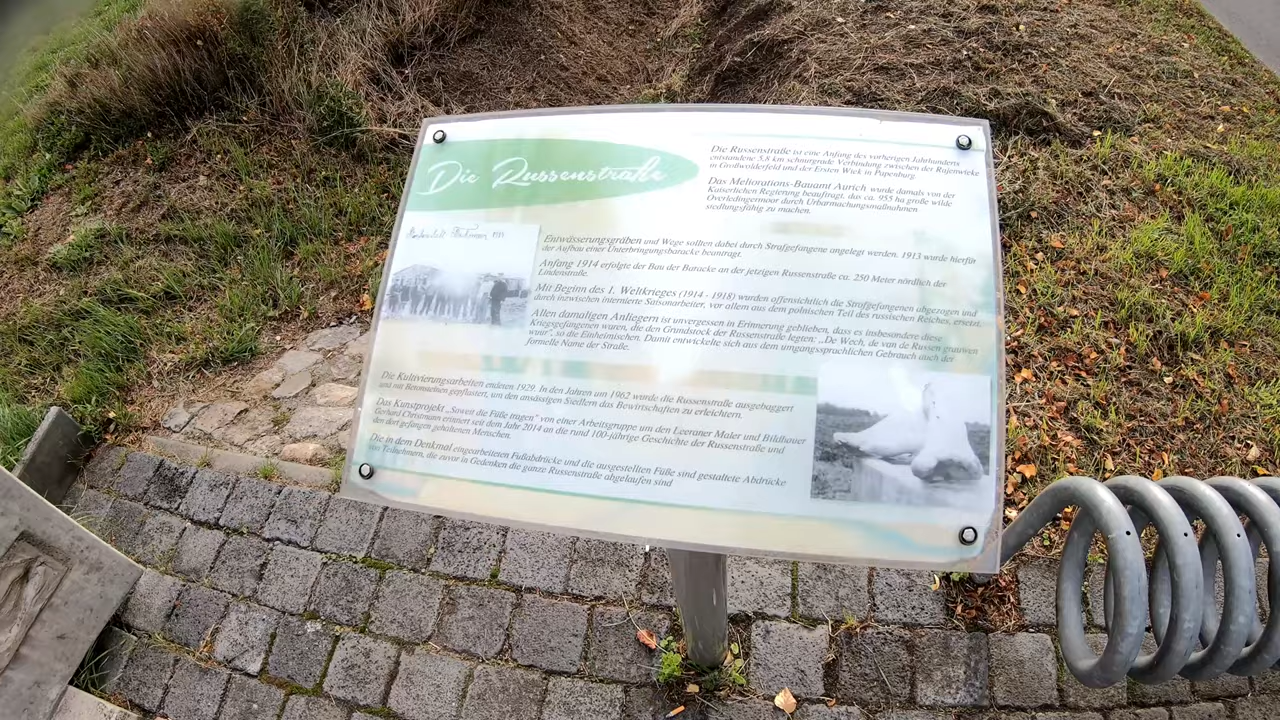 Die Russenstraße
Die Russenstraße ist eine Anfang des vorherigen Jahrhunderts
entstandene 5,8 km schnurgrade Verbindung zwischen der Rajenwieke
in Großwolderfeld und der Ersten Wiek in Papenburg.
Das Meliorations-Bauamt Aurich wurde damals von der
Kaiserlichen Regierung beauftragt, das ca. 955 ha große wilde
Overledingermoor durch Urbarmachungsmaßnahmen
siedlungsfähig zu machen.
Entwässerungsgräben und Wege sollten dabei durch Strafgefangene angelegt werden. 1913 wurde hierfür
der Aufbau einer Unterbringungsbaracke beantragt.
Anfang 1914 erfolgte der Bau der Baracke an der jetzigen Russenstraße ca. 250 Meter nördlich der
Lindenstraße.
Mit Beginn des 1. Weltkrieges (1914 - 1918) wurden offensichtlich die Strafgefangenen abgezogen und
durch inzwischen internierte Saisonarbeiter, vor allem aus dem polnischen Teil des russischen Reiches, ersetzt.
Allen damaligen Anliegern ist unvergessen in Erinnerung geblieben, dass es insbesondere diese
Kriegsgefangenen waren, die den Grundstock der Russenstraße legten; „De Wech, de van de Russen grauwen
wour", so die Einheimischen. Damit entwickelte sich aus dem umgangssprachlichen Gebrauch auch der
formelle Name der Straße.
Die Kultivierungsarbeiten endeten 1929. In den Jahren um 1962 wurde die Russenstraße ausgebaggert
und mit Betonsteinen gepflastert, um den ansässigen Siedlern das Bewirtschaften zu erleichtern.
Das Kunstprojekt „Soweit die Füße tragen" von einer Arbeitsgruppe um den Leeraner Maler und Bildhauer
Gerhard Christmann erinnert seit dem Jahr 2014 an die rund 100-jährige Geschichte der Russenstraße und
den dort gefangen gehaltenen Menschen.
Die in dem Denkmal eingearbeiteten Fußabdrücke und die ausgestellten Füße sind gestaltete Abdrücke
von Teilnehmern, die zuvor in Gedenken die ganze Russenstraße abgelaufen sind